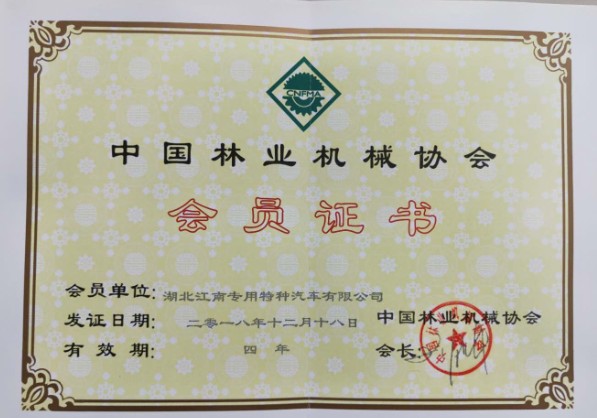 CNFMA
中国林业机械协会
会员证书
会员单位:湖北江南专用特种汽车有限公司
发证日期:二零一八年十二月十八日
有效期:四年
中国林业机械协会
会长: